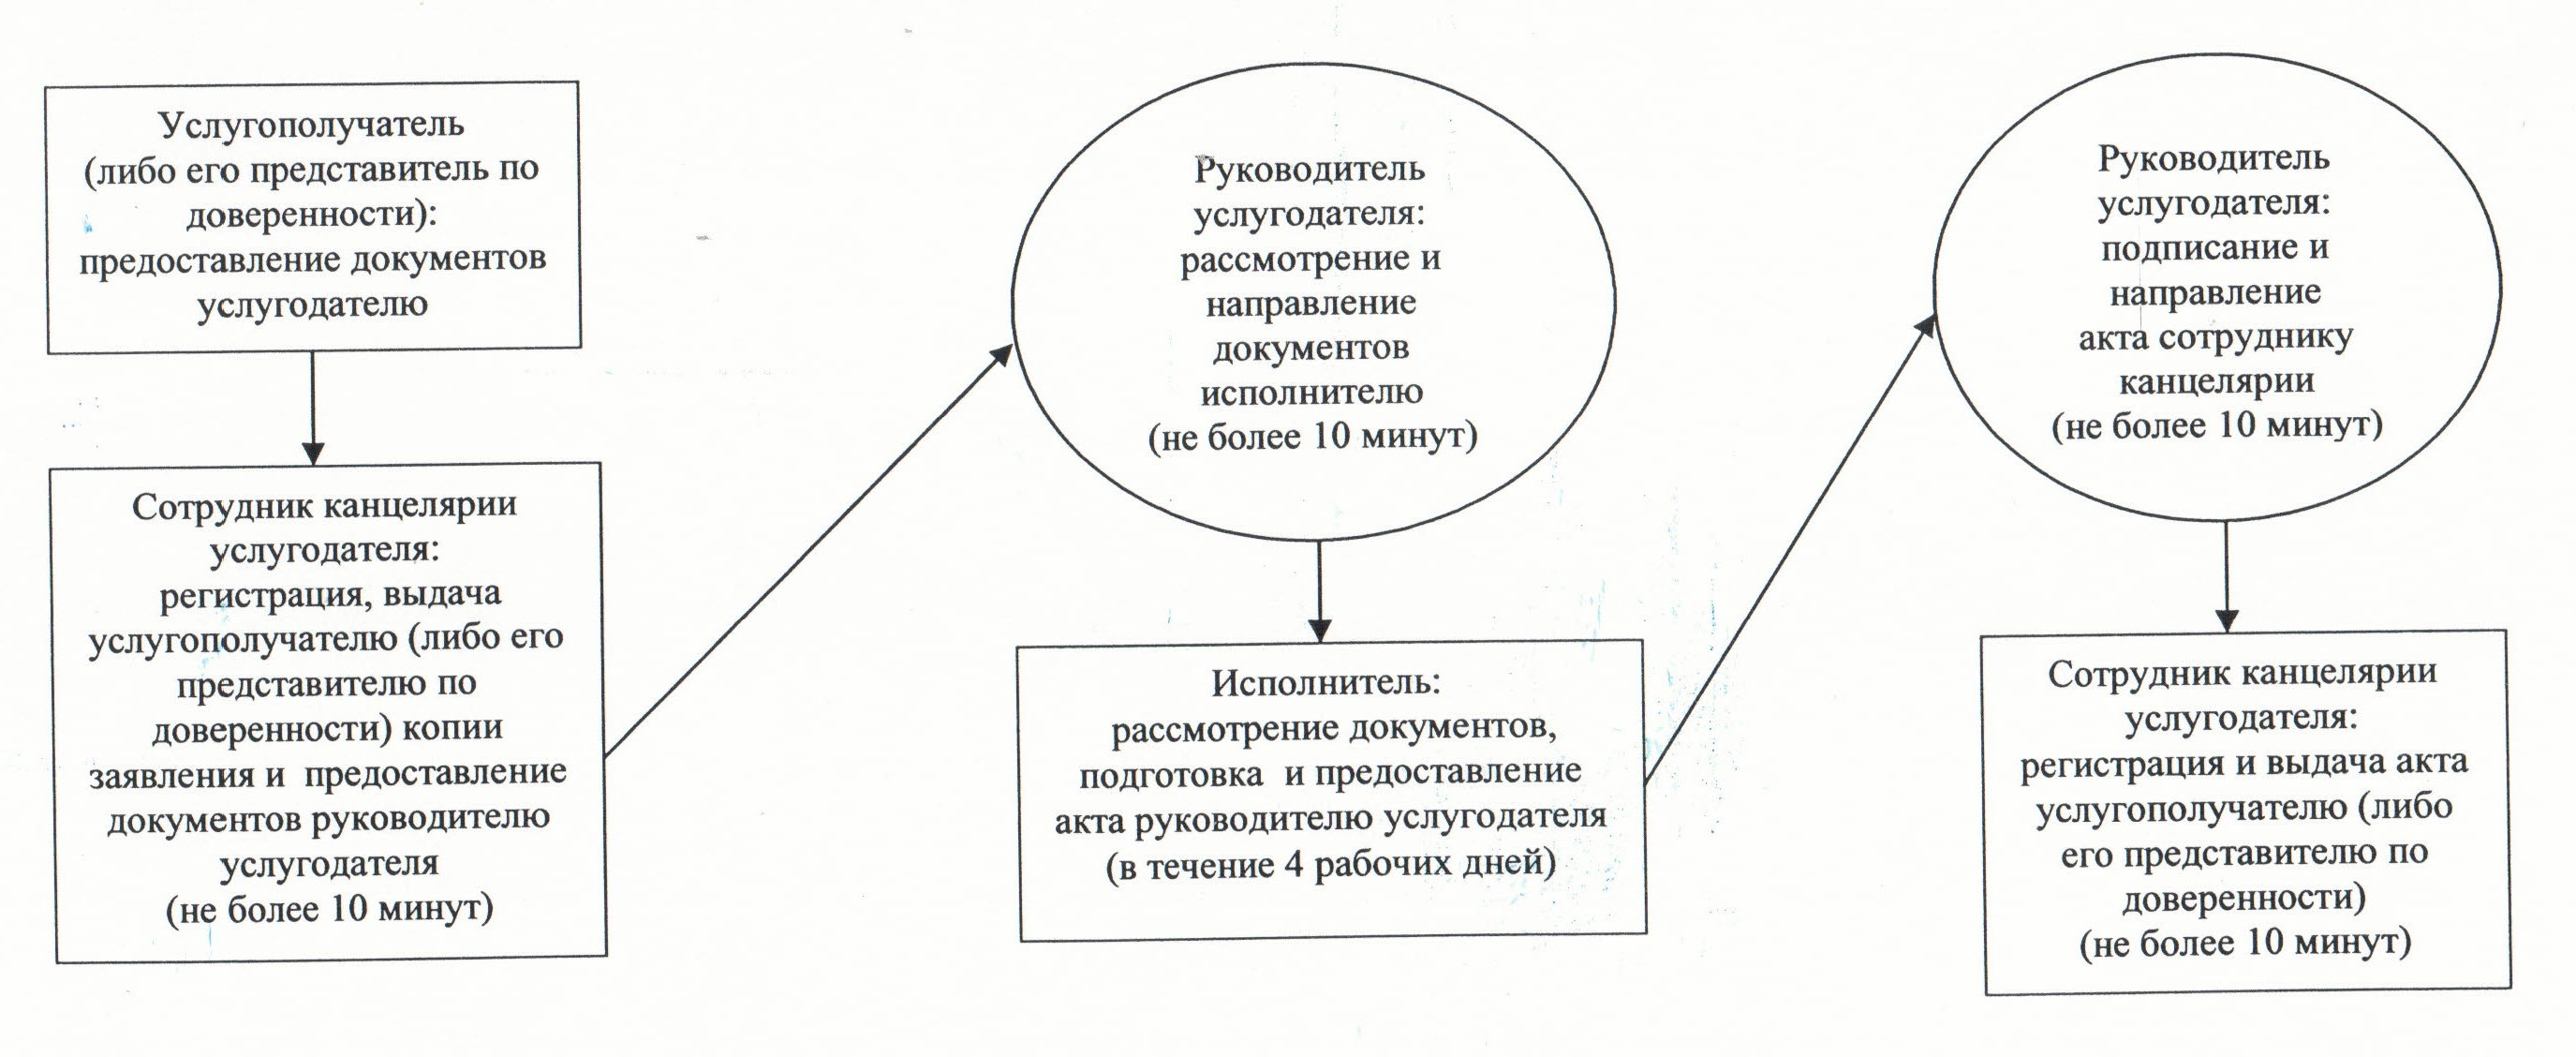 Услугополучатель
(либо его представитель по
доверенности):
предоставление документов
услугодателю
Сотрудник канцелярии
услугодателя:
регистрация, выдача
услугополучателю (либо его
представителю по
доверенности) копии
заявления и предоставление
документов руководителю
услугодателя
(не более 10 минут)
Руководитель
услугодателя:
рассмотрение и
направление
документов
исполнителю
(не более 10 минут)
Исполнитель:
рассмотрение документов,
подготовка и предоставление
акта руководителю услугодателя
(в течение 4 рабочих дней)
Руководитель
услугодателя:
подписание и
направление
акта сотруднику
канцелярии
(не более 10 минут)
Сотрудник канцелярии
услугодателя:
регистрация и выдача акта
услугополучателю (либо
его представителю по
доверенности)
(не более 10 минут)